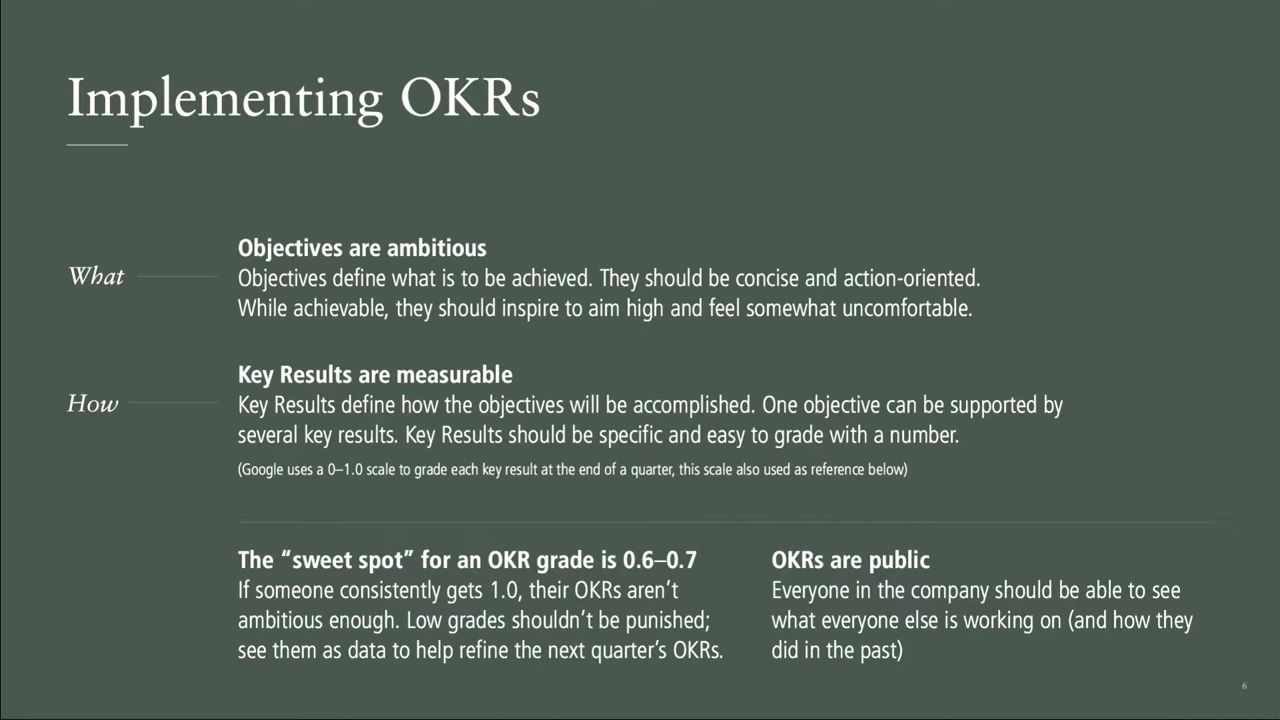 Implementing OKRs
What
Objectives are ambitious
Objectives define what is to be achieved. They should be concise and action-oriented.
While achievable, they should inspire to aim high and feel somewhat uncomfortable.
How
Key Results are measurable
Key Results define how the objectives will be accomplished. One objective can be supported by
several key results. Key Results should be specific and easy to grade with a number.
(Google uses a 0–1.0 scale to grade each key result at the end of a quarter, this scale also used as reference below)
The “sweet spot” for an OKR grade is 0.6–0.7
If someone consistently gets 1.0, their OKRs aren’t
ambitious enough. Low grades shouldn’t be punished;
see them as data to help refine the next quarter’s OKRs.
OKRs are public
Everyone in the company should be able to see
what everyone else is working on (and how they
did in the past)
6